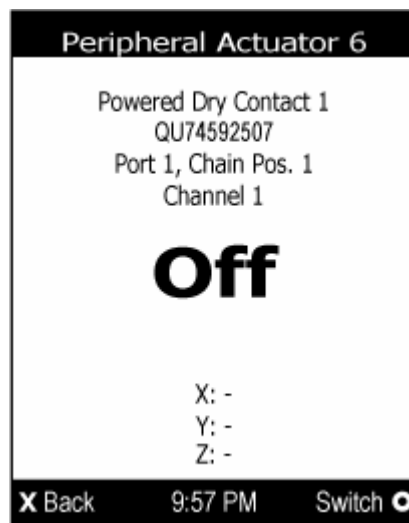 Peripheral Actuator 6
Powered Dry Contact 1
QU74592507
Port 1, Chain Pos. 1
Channel 1
Off
X: -
Y: -
Z: -
X Back 9:57 PM Switch O